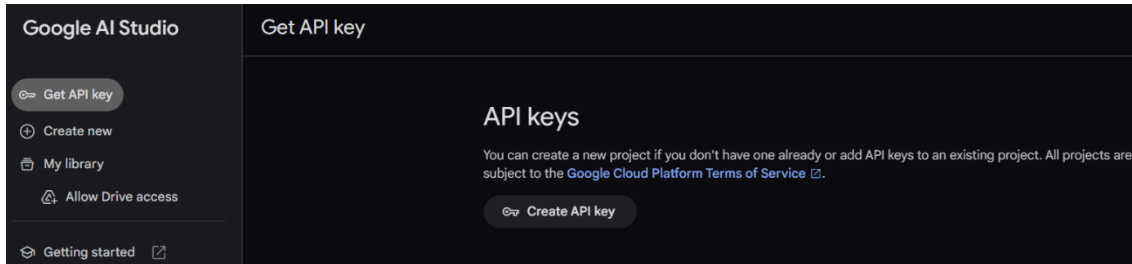 Google AI Studio
Get API key
Get API key
Create new
My library
Allow Drive access
Getting started
API keys
You can create a new project if you don't have one already or add API keys to an existing project. All projects are
subject to the Google Cloud Platform Terms of Service.
Create API key